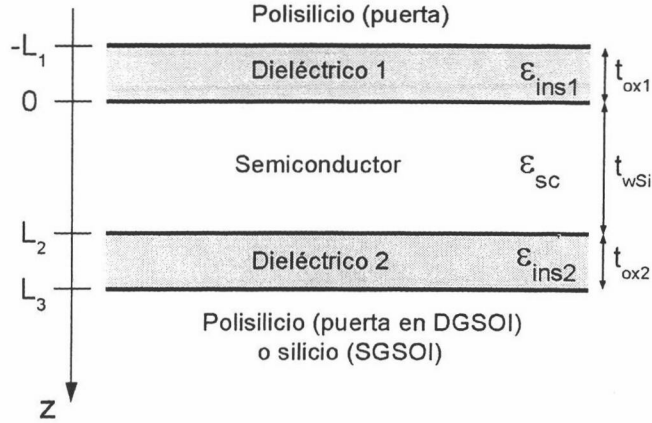 Polisilicio (puerta)
-L₁
Dieléctrico 1
εins1
tox1
0
Semiconductor
εsc
twSi
L₂
Dieléctrico 2
εins2
tox2
L₃
Polisilicio (puerta en DGSOI)
o silicio (SGSOI)
z